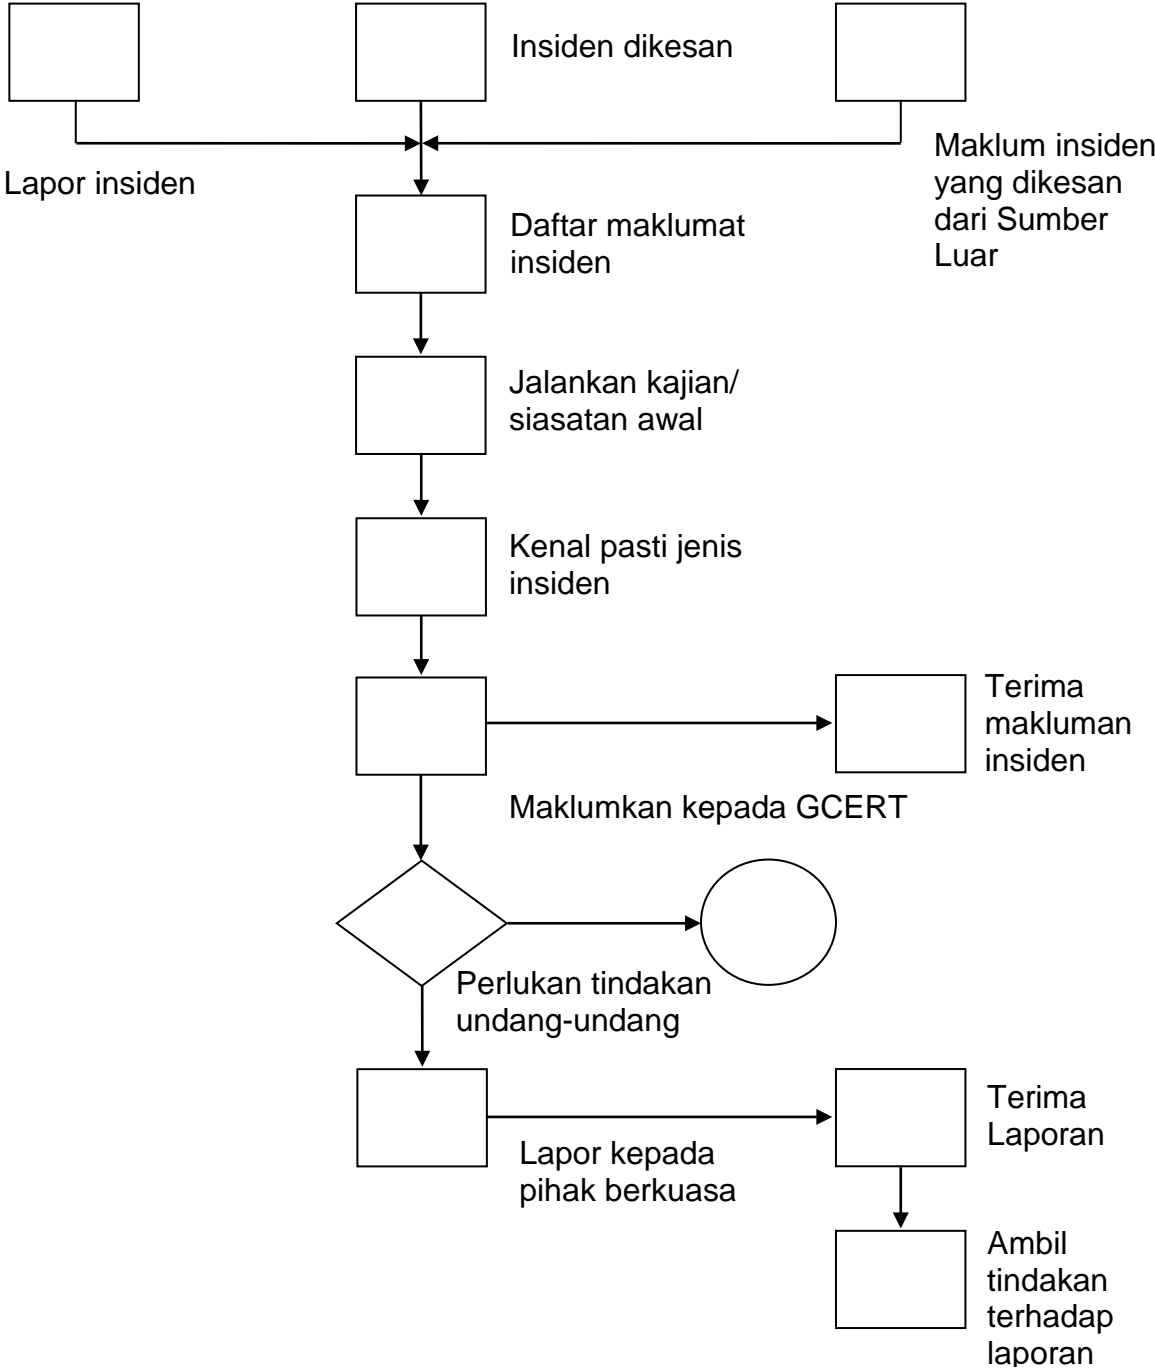 Insiden dikesan
Lapor insiden
Maklum insiden
yang dikesan
dari Sumber
Luar
Daftar maklumat
insiden
Jalankan kajian/
siasatan awal
Kenal pasti jenis
insiden
Terima
makluman
insiden
Maklumkan kepada GCERT
Perlukan tindakan
undang-undang
Lapor kepada
pihak berkuasa
Terima
Laporan
Ambil
tindakan
terhadap
laporan